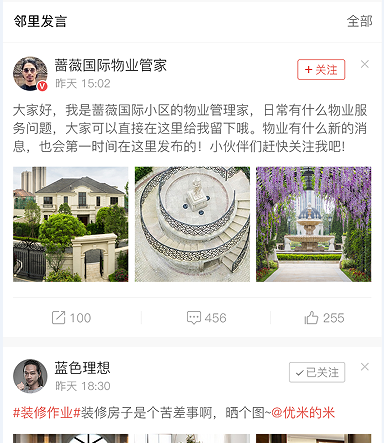 邻里发言 全部
蔷薇国际物业管家
+ 关注
昨天 15:02
大家好，我是蔷薇国际小区的物业管理家，日常有什么物业服
务问题，大家可以直接在这里给我留下哦。物业有什么新的消
息，也会第一时间在这里发布的！小伙伴们赶快关注我吧！
100 456 255
蓝色理想
已关注
昨天 18:30
#装修作业#装修房子是个苦差事啊，晒个图~@优米的米